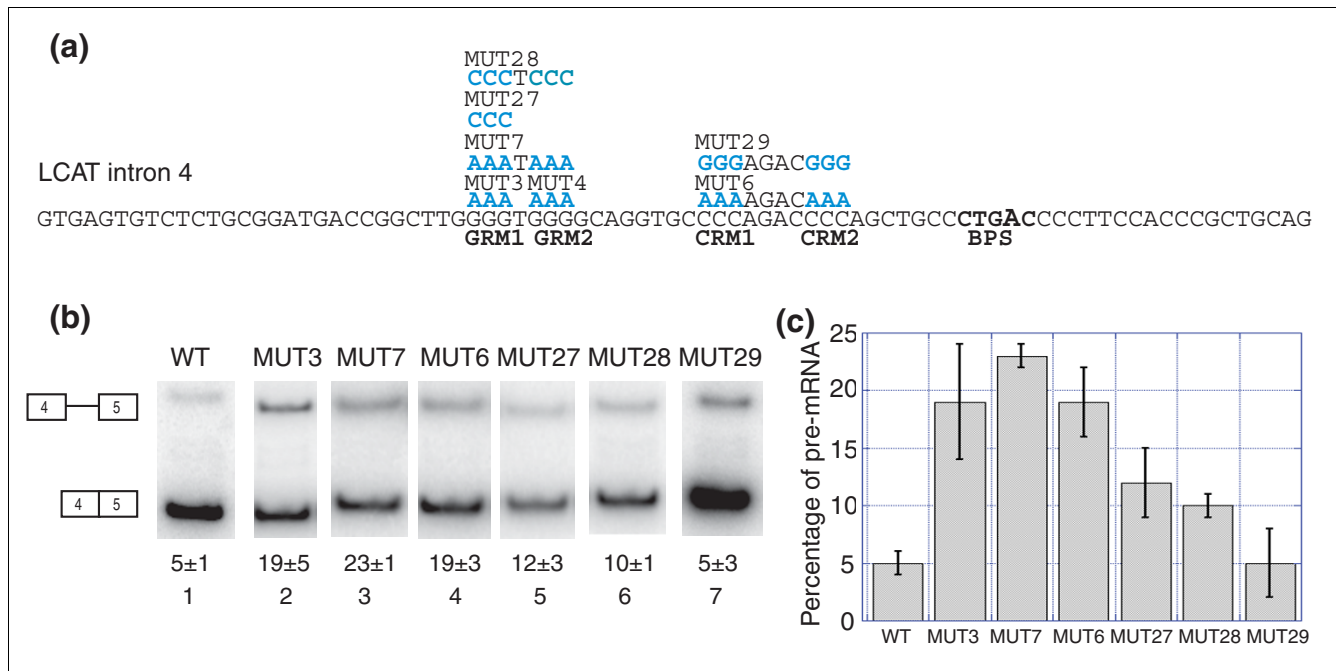 (a)
MUT28
CCCTCCC
MUT27
CCC
MUT7 MUT29
LCAT intron 4 AAATAAA GGGAGACGGG
MUT3 MUT4 MUT6
AAA AAA AAAAGACAAA
GTGAGTGTCTCTGCGGATGACCGGCTTGGGGTGGGGCAGGTGCCCCAGACCCCAGCTGCCCTGACCCCTTCCACCCGCTGCAG
GRM1 GRM2 CRM1 CRM2 BPS
(b)
WT MUT3 MUT7 MUT6 MUT27 MUT28 MUT29
4 5
4 5
5±1 19±5 23±1 19±3 12±3 10±1 5±3
1 2 3 4 5 6 7
(c)
Percentage of pre-mRNA
25
20
15
10
5
0
WT MUT3 MUT7 MUT6 MUT27 MUT28 MUT29